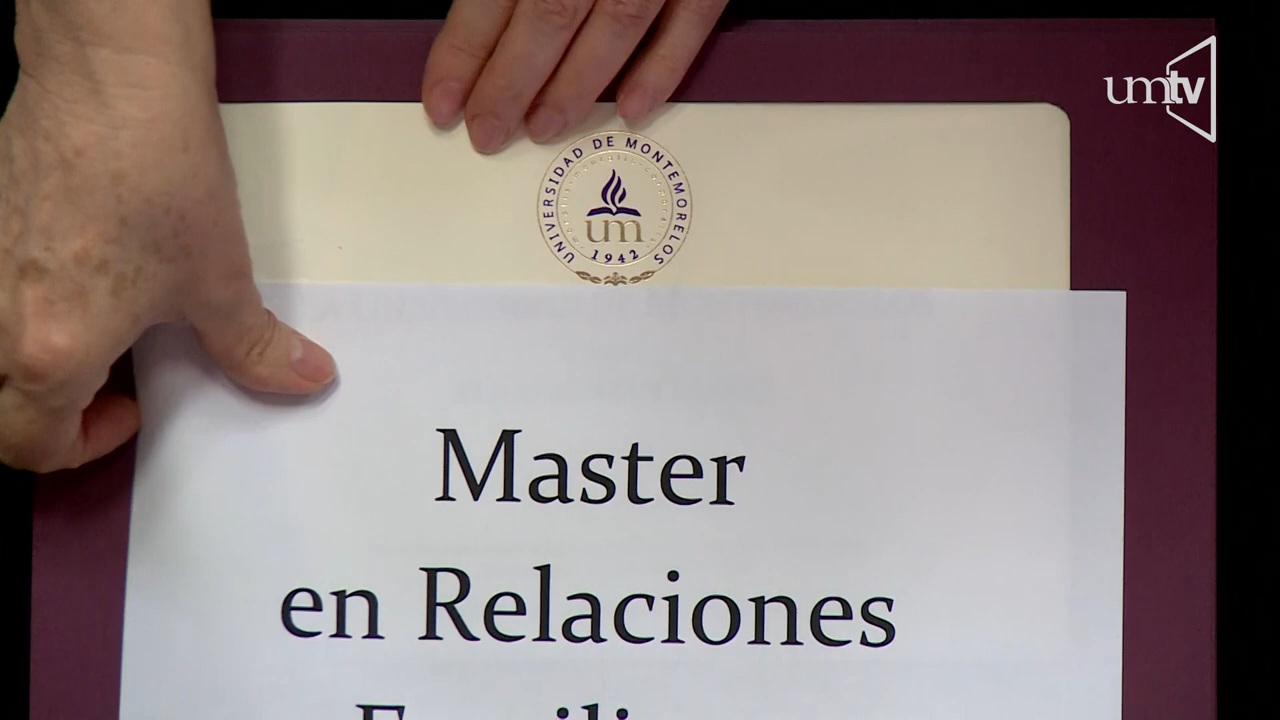 umtv
UNIVERSIDAD DE MONTEMORELOS
um
1942
Master
en Relaciones